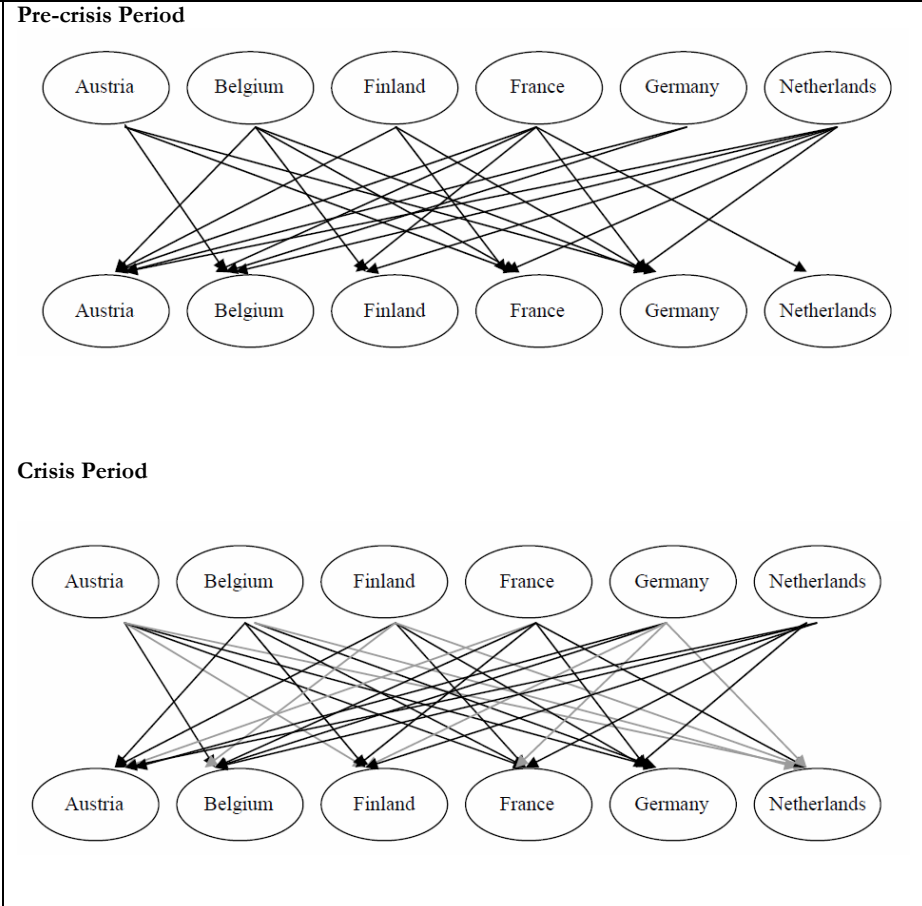 Pre-crisis Period
Austria Belgium Finland France Germany Netherlands
Austria Belgium Finland France Germany Netherlands
Crisis Period
Austria Belgium Finland France Germany Netherlands
Austria Belgium Finland France Germany Netherlands